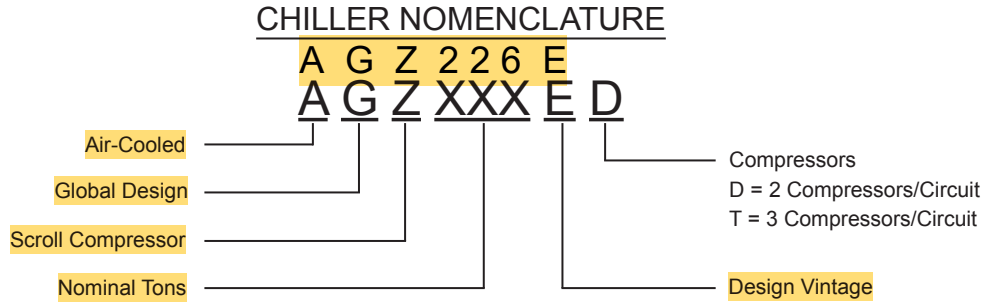 CHILLER NOMENCLATURE
A G Z 2 2 6 E
A G Z XXX E D
Air-Cooled
Global Design
Scroll Compressor
Nominal Tons
Compressors
D = 2 Compressors/Circuit
T = 3 Compressors/Circuit
Design Vintage